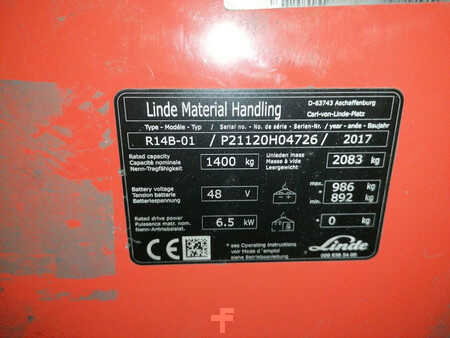 Linde Material Handling
D-63743 Aschaffenburg
Carl-von-Linde-Platz
Type - Modèle - Typ / Serial no. - No. de série - Serien-Nr. / year - année - Baujahr
R14B-01 / P21120H04726 / 2017
Rated capacity
Capacité nominale
Nenn-Tragfähigkeit
1400 kg
Unladen mass
Masse à vide
Leergewicht
2083 kg
Battery voltage
Tension batterie
Batteriespannung
48 V
max. * 986 kg
min. * 892 kg
Rated drive power
Puissance mot. nom.
Nenn-Antriebsleist.
6.5 kW
* 0 kg
CE
* see Operating Instructions
voir Mode d'emploi
siehe Betriebsanleitung
Linde